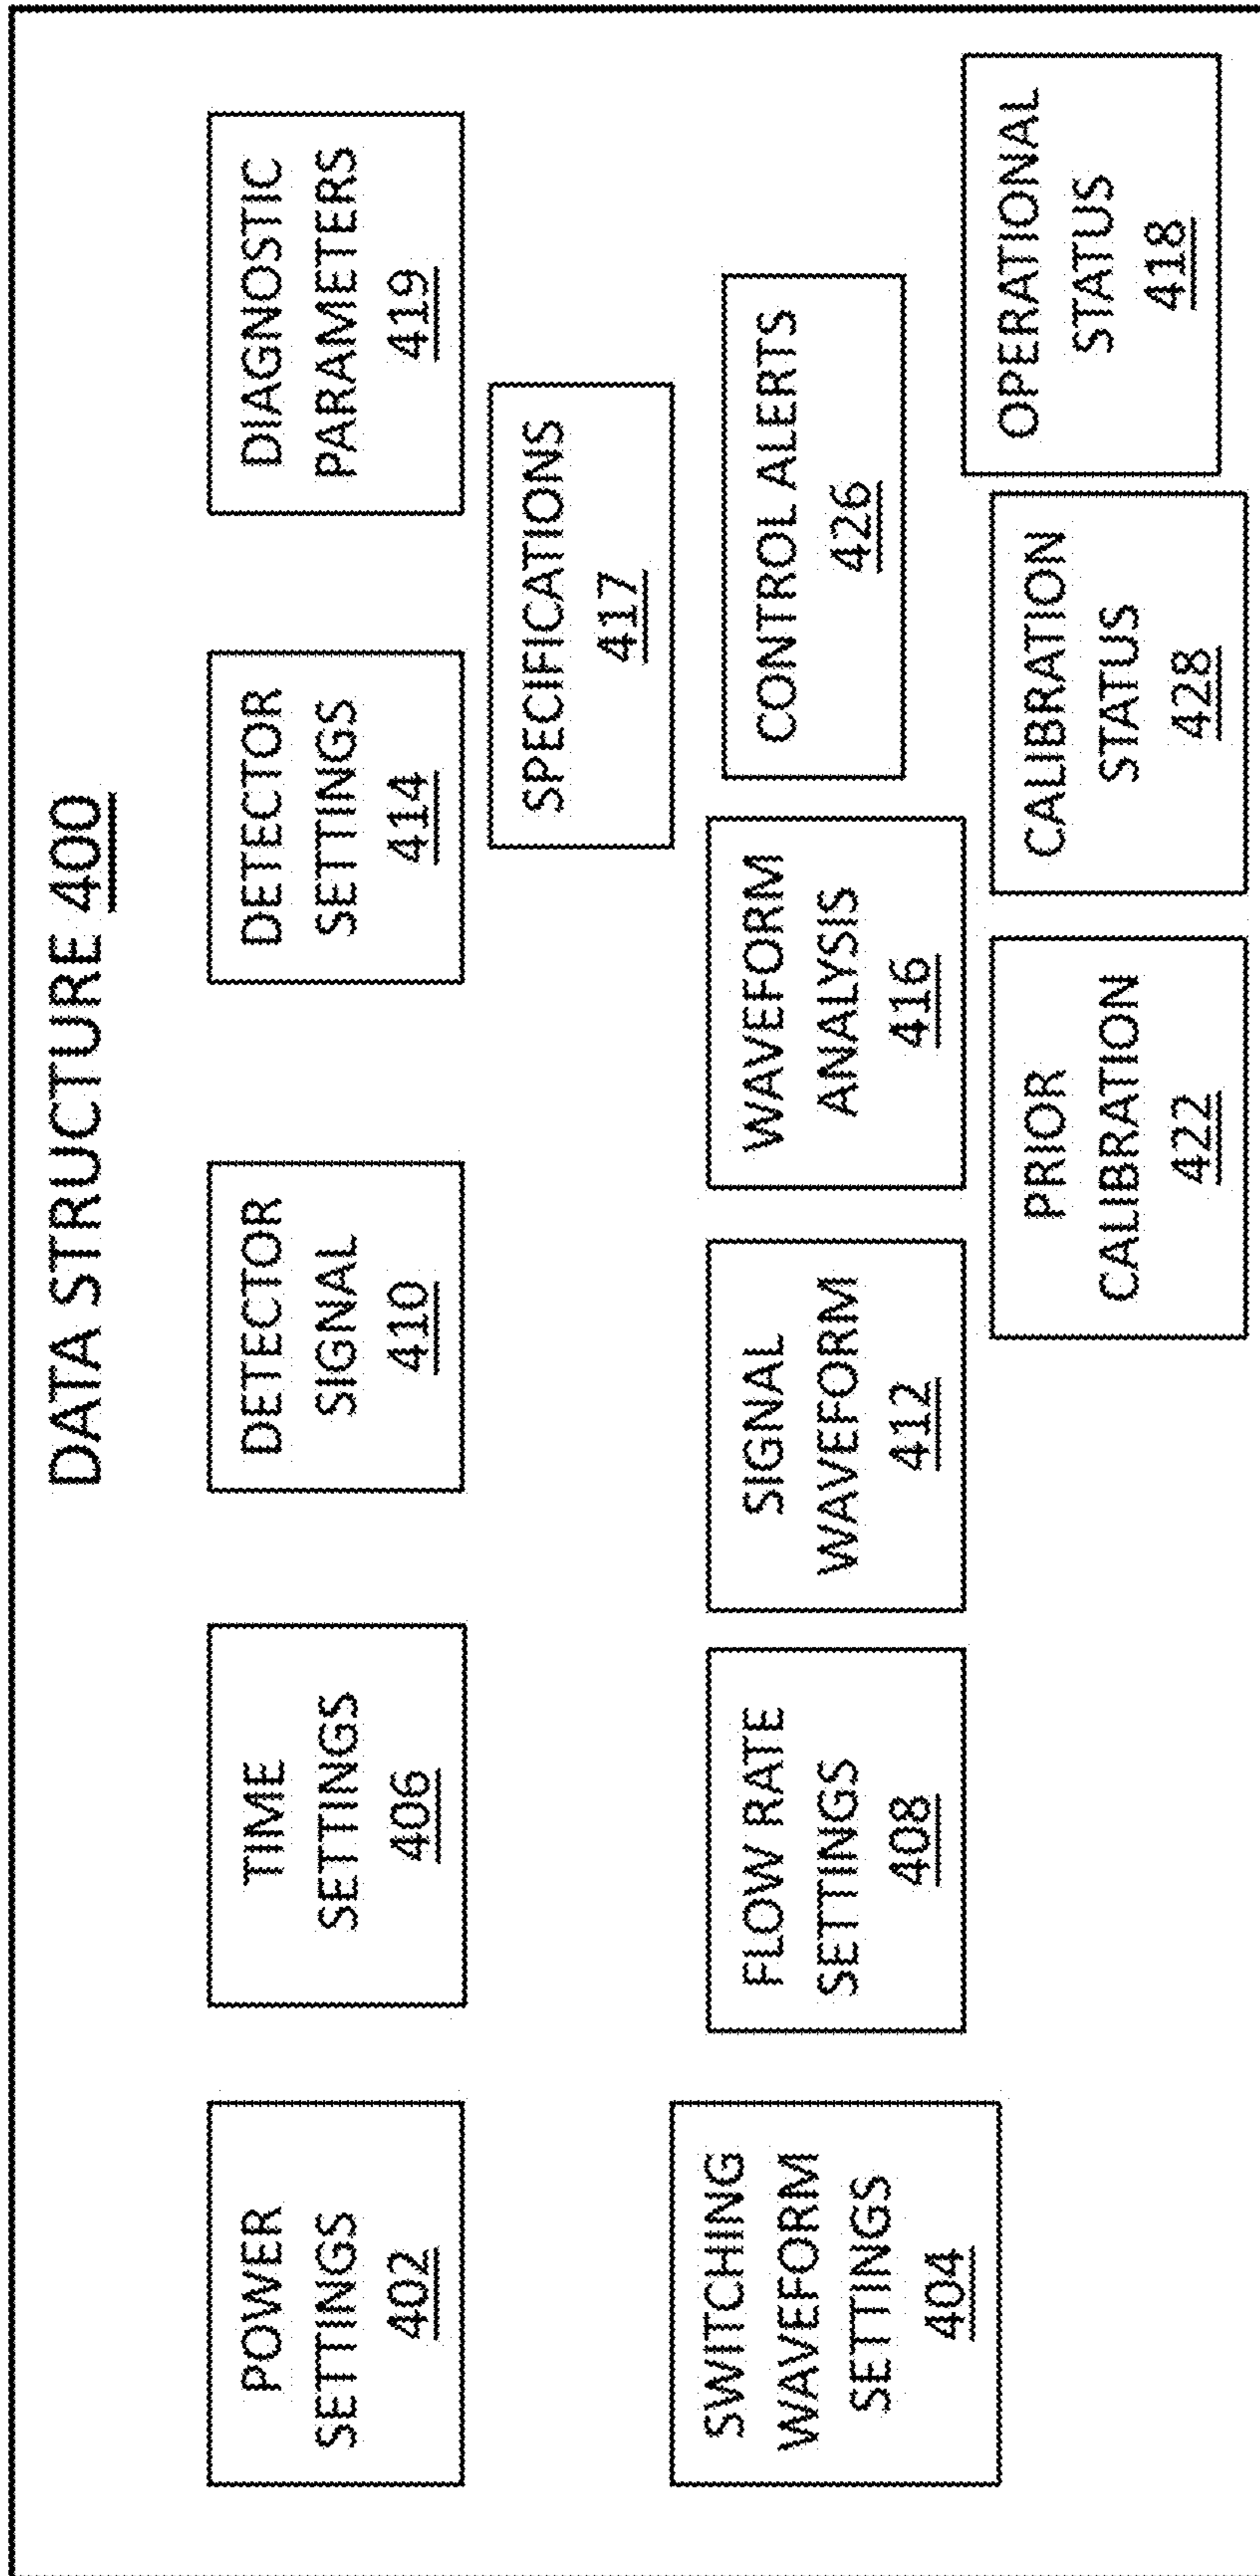 DATA STRUCTURE 400
POWER
SETTINGS
402
TIME
SETTINGS
406
DETECTOR
SIGNAL
410
DETECTOR
SETTINGS
414
DIAGNOSTIC
PARAMETERS
419
SPECIFICATIONS
417
SWITCHING
WAVEFORM
SETTINGS
404
FLOW RATE
SETTINGS
408
SIGNAL
WAVEFORM
412
WAVEFORM
ANALYSIS
416
CONTROL ALERTS
426
PRIOR
CALIBRATION
422
CALIBRATION
STATUS
428
OPERATIONAL
STATUS
418